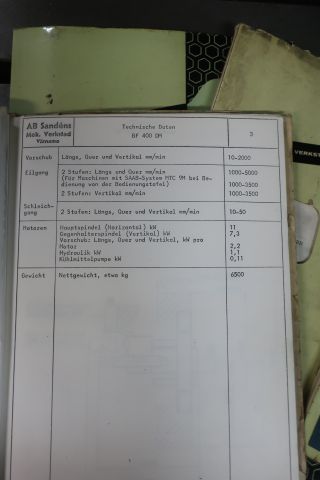 AB Sandéns
Mek. Verkstad
Värnamo
Technische Daten
BF 400 DM
3
Vorschub
Längs, Quer und Vertikal mm/min
10-2000
Eilgang
2 Stufen: Längs und Quer mm/min
1000-5000
(Für Maschinen mit SAAB-System MTC 9M bei Be-
dienung von der Bedienungstafel)
1000-3500
2 Stufen: Vertikal mm/min
1000-3500
Schleich-
gang
2 Stufen: Längs, Quer und Vertikal mm/min
10-50
Motoren
Hauptspindel (Horizontal) kW
11
Gegenhalterspindel (Vertikal) kW
7,3
Vorschub: Längs, Quer und Vertikal, kW pro
Motor
2,2
Hydraulik kW
1,1
Kühlmittelpumpe kW
0,11
Gewicht
Nettgewicht, etwa kg
6500
VERKST